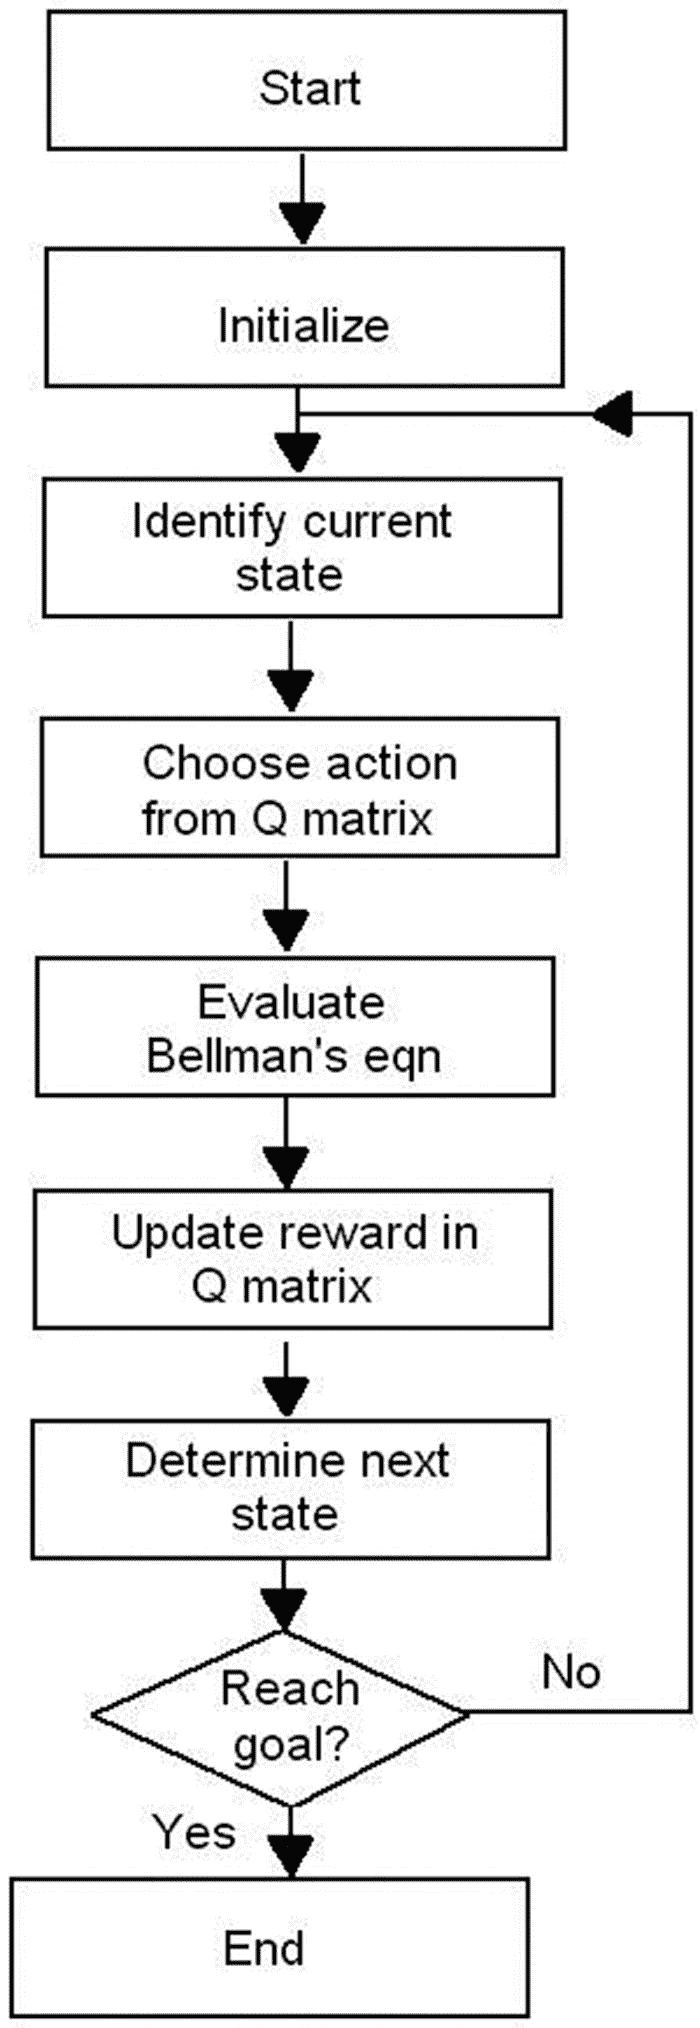 Start
Initialize
Identify current
state
Choose action
from Q matrix
Evaluate
Bellman's eqn
Update reward in
Q matrix
Determine next
state
Reach
goal?
No
Yes
End